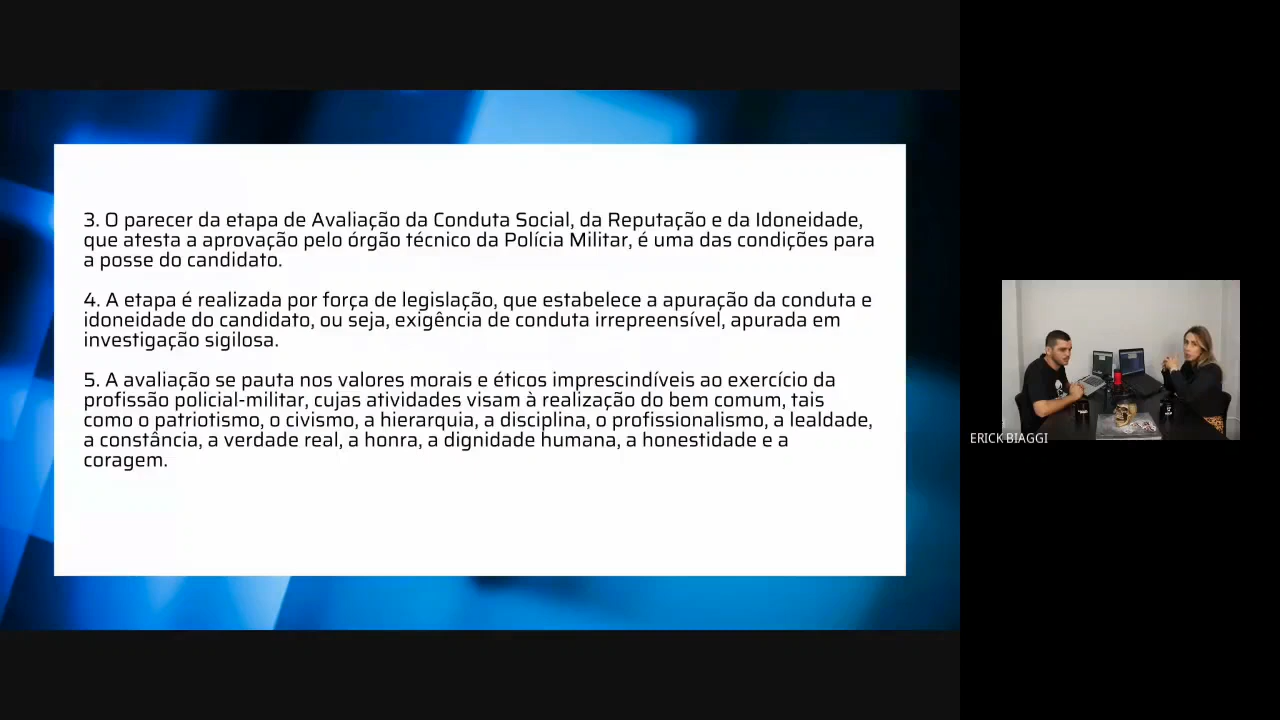 3. O parecer da etapa de Avaliação da Conduta Social, da Reputação e da Idoneidade,
que atesta a aprovação pelo órgão técnico da Polícia Militar, é uma das condições para
a posse do candidato.
4. A etapa é realizada por força de legislação, que estabelece a apuração da conduta e
idoneidade do candidato, ou seja, exigência de conduta irrepreensível, apurada em
investigação sigilosa.
5. A avaliação se pauta nos valores morais e éticos imprescindíveis ao exercício da
profissão policial-militar, cujas atividades visam à realização do bem comum, tais
como o patriotismo, o civismo, a hierarquia, a disciplina, o profissionalismo, a lealdade,
a constância, a verdade real, a honra, a dignidade humana, a honestidade e a
coragem.
ERICK BIAGGI